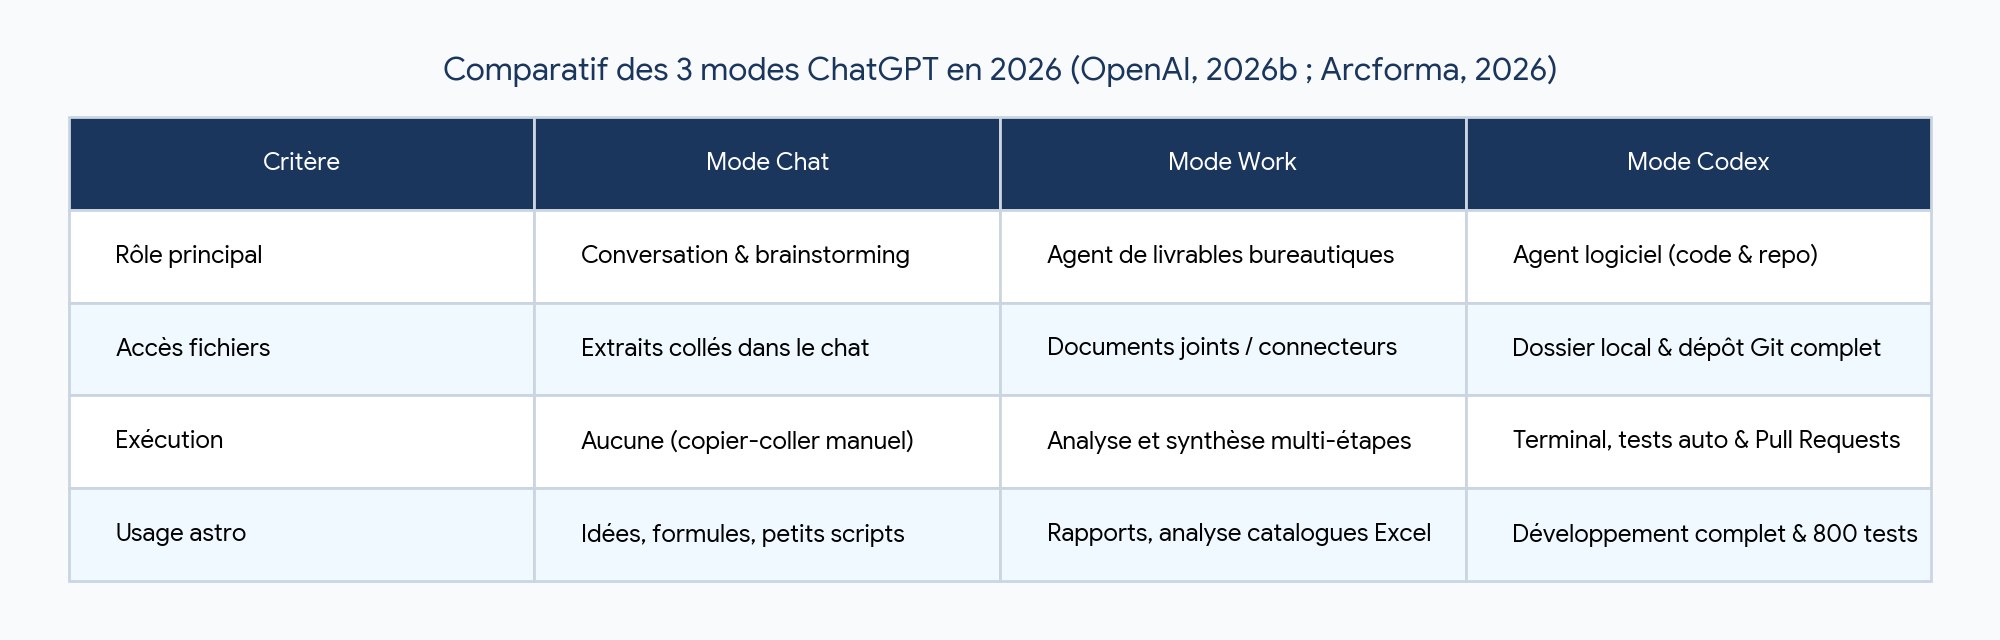 Comparatif des 3 modes ChatGPT en 2026 (OpenAI, 2026b ; Arcforma, 2026)
Critère Mode Chat Mode Work Mode Codex
Rôle principal Conversation & brainstorming Agent de livrables bureautiques Agent logiciel (code & repo)
Accès fichiers Extraits collés dans le chat Documents joints / connecteurs Dossier local & dépôt Git complet
Exécution Aucune (copier-coller manuel) Analyse et synthèse multi-étapes Terminal, tests auto & Pull Requests
Usage astro Idées, formules, petits scripts Rapports, analyse catalogues Excel Développement complet & 800 tests